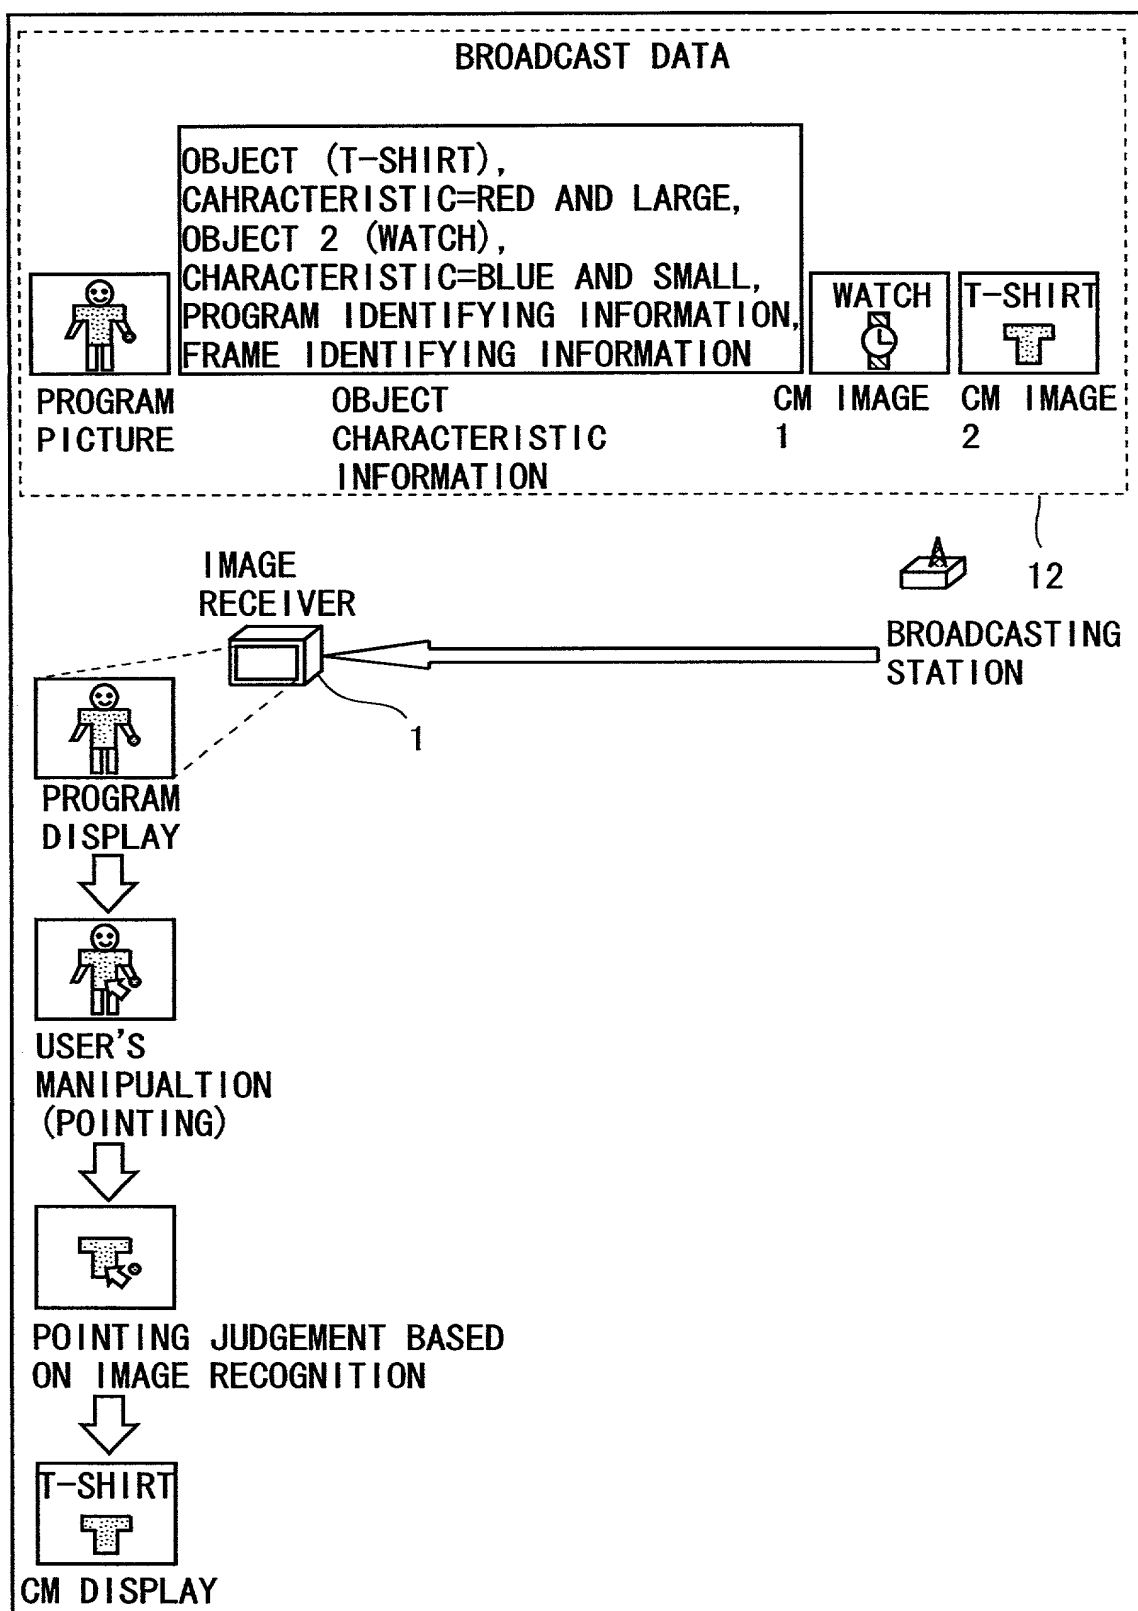 BROADCAST DATA
OBJECT (T-SHIRT),
CAHRACTERISTIC=RED AND LARGE,
OBJECT 2 (WATCH),
CHARACTERISTIC=BLUE AND SMALL,
PROGRAM IDENTIFYING INFORMATION,
FRAME IDENTIFYING INFORMATION
WATCH
T-SHIRT
PROGRAM
PICTURE
OBJECT
CHARACTERISTIC
INFORMATION
CM IMAGE
1
CM IMAGE
2
12
IMAGE
RECEIVER
BROADCASTING
STATION
1
PROGRAM
DISPLAY
USER'S
MANIPUALTION
(POINTING)
POINTING JUDGEMENT BASED
ON IMAGE RECOGNITION
T-SHIRT
CM DISPLAY